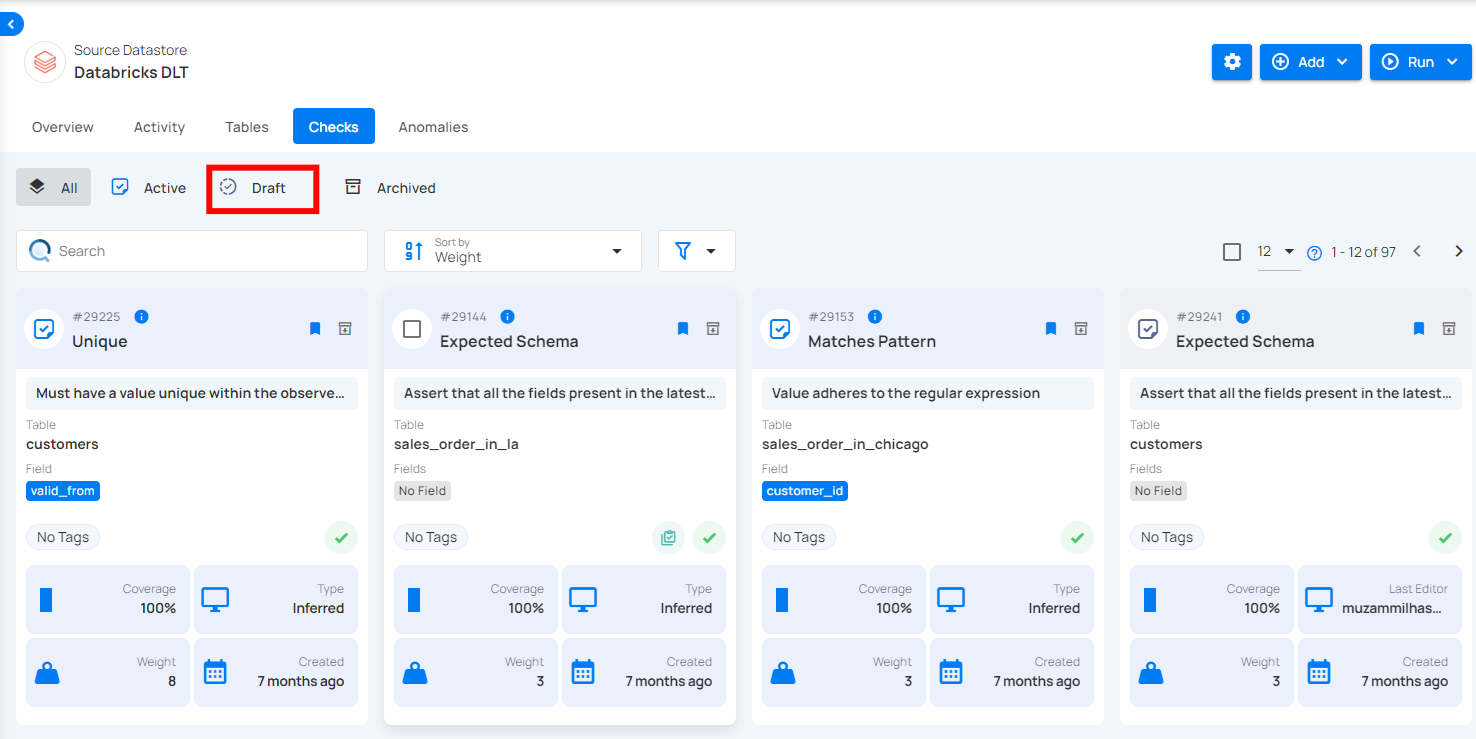 Source Datastore
Databricks DLT
Add
Run
Overview
Activity
Tables
Checks
Anomalies
All
Active
Draft
Archived
Search
Sort by
Weight
12
1 - 12 of 97
#29225
Unique
Must have a value unique within the observe...
Table
customers
Field
valid_from
No Tags
Coverage
100%
Type
Inferred
Weight
8
Created
7 months ago
#29144
Expected Schema
Assert that all the fields present in the latest...
Table
sales_order_in_la
Fields
No Field
No Tags
Coverage
100%
Type
Inferred
Weight
3
Created
7 months ago
#29153
Matches Pattern
Value adheres to the regular expression
Table
sales_order_in_chicago
Field
customer_id
No Tags
Coverage
100%
Type
Inferred
Weight
3
Created
7 months ago
#29241
Expected Schema
Assert that all the fields present in the latest...
Table
customers
Fields
No Field
No Tags
Coverage
100%
Last Editor
muzammilhas...
Weight
3
Created
7 months ago